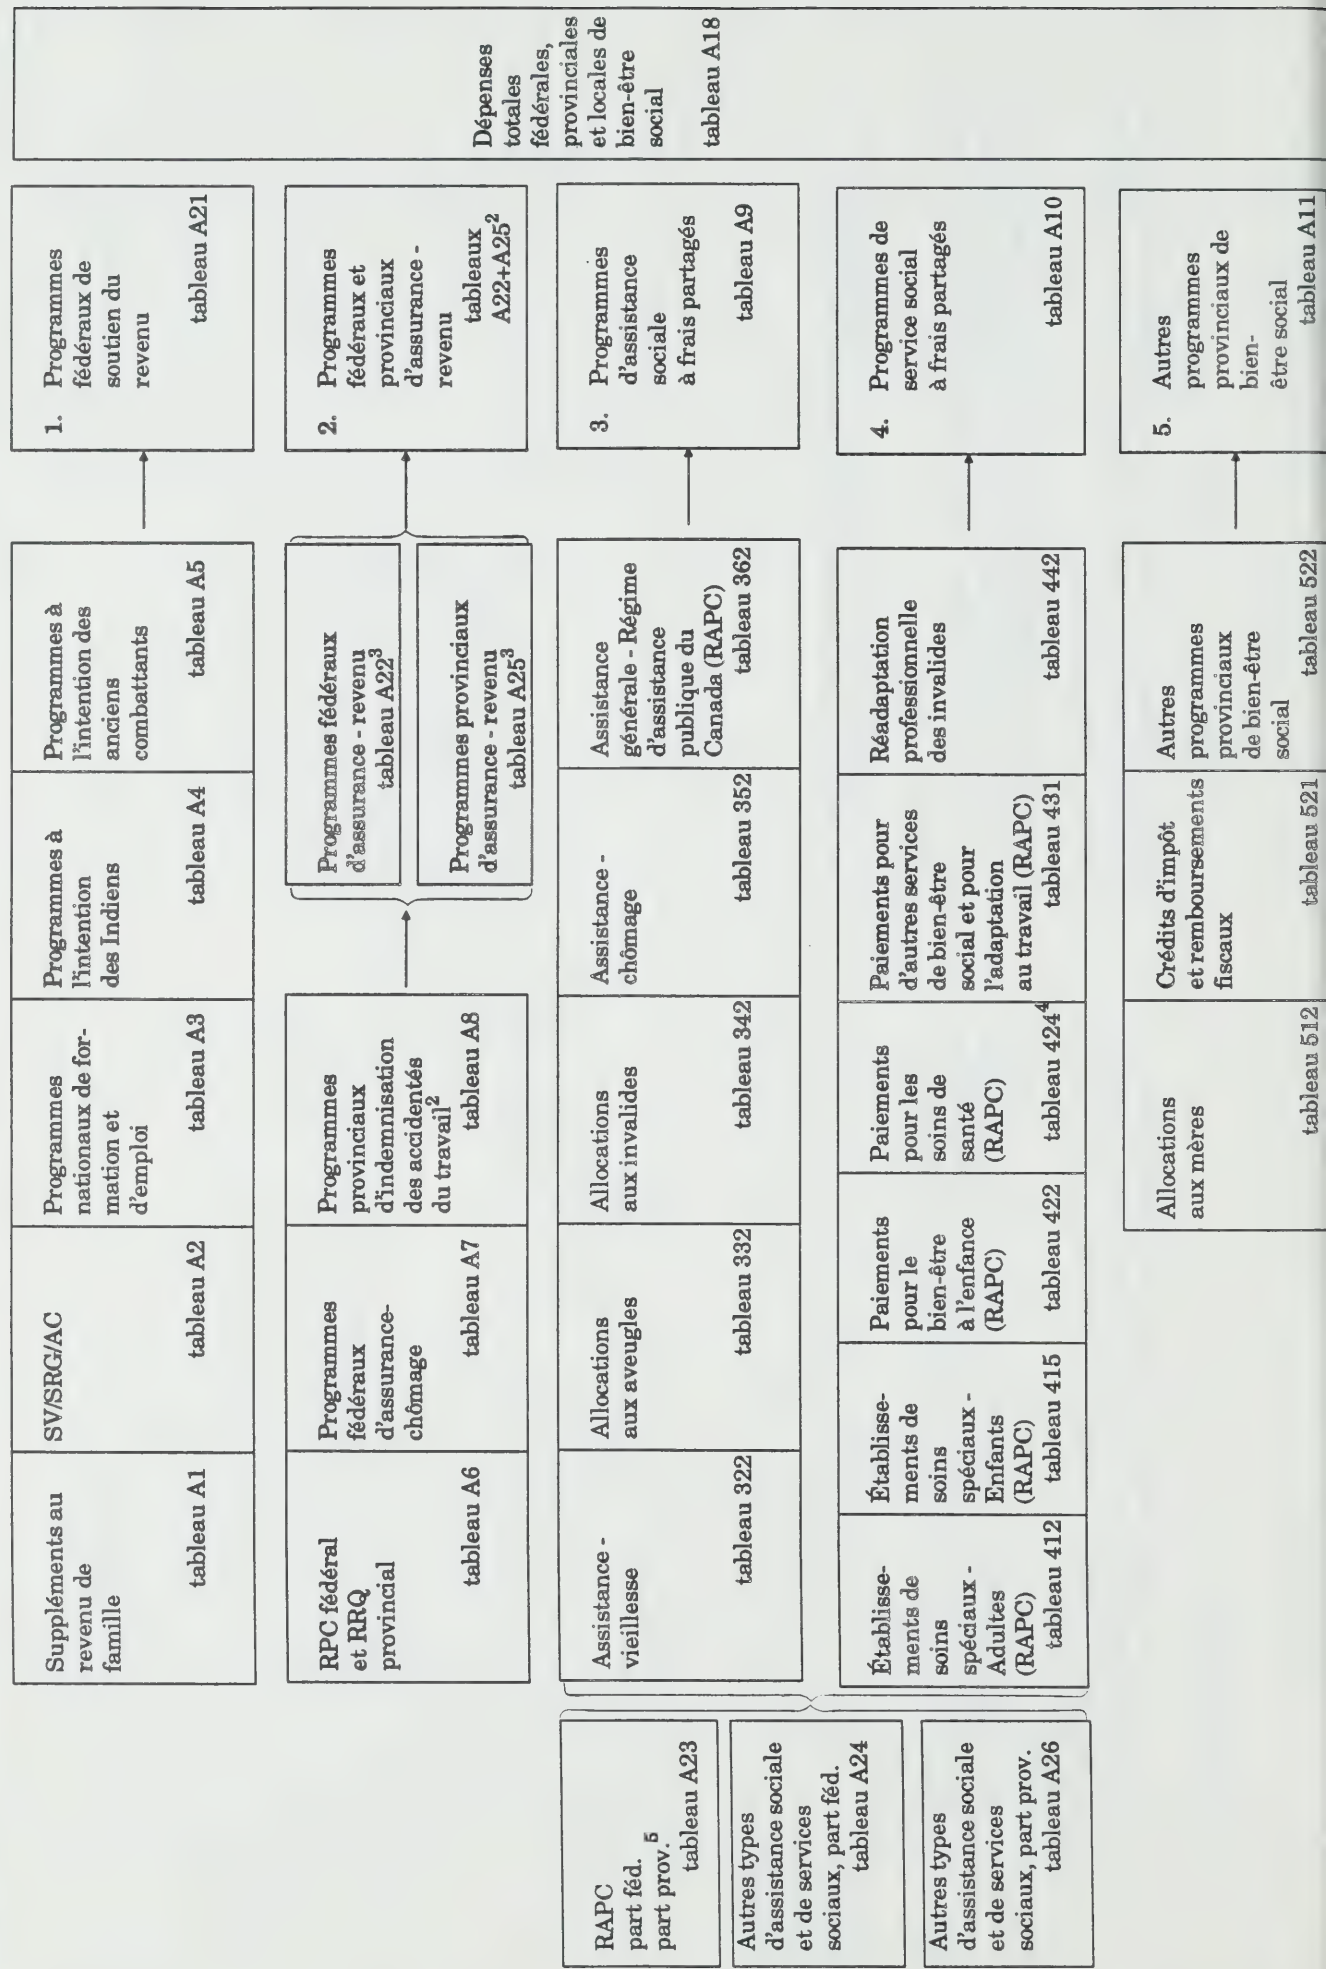 Suppléments au
revenu de
famille
tableau A1
SV/SRG/AC
tableau A2
Programmes
nationaux de for-
mation et
d'emploi
tableau A3
Programmes à
l'intention
des Indiens
tableau A4
Programmes à
l'intention des
anciens
combattants
tableau A5
1. Programmes
fédéraux de
soutien du
revenu
tableau A21
RPC fédéral
et RRQ
provincial
tableau A6
Programmes
fédéraux
d'assurance-
chômage
tableau A7
Programmes
provinciaux
d'indemnisation
des accidentés
du travail2
tableau A8
Programmes fédéraux
d'assurance - revenu
tableau A223
Programmes provinciaux
d'assurance - revenu
tableau A253
2. Programmes
fédéraux et
provinciaux
d'assurance -
revenu
tableaux
A22+A252
Dépenses
totales
fédérales,
provinciales
et locales de
bien-être
social
tableau A18
RAPC
part féd.
part prov.5
tableau A23
Autres types
d'assistance sociale
et de services
sociaux, part féd.
tableau A24
Autres types
d'assistance sociale
et de services
sociaux, part prov.
tableau A26
Assistance -
vieillesse
tableau 322
Allocations
aux aveugles
tableau 332
Allocations
aux invalides
tableau 342
Assistance -
chômage
tableau 352
Assistance
générale - Régime
d'assistance
publique du
Canada (RAPC)
tableau 362
3. Programmes
d'assistance
sociale
à frais partagés
tableau A9
Établisse-
ments de
soins
spéciaux -
Adultes
(RAPC)
tableau 412
Établisse-
ments de
soins
spéciaux -
Enfants
(RAPC)
tableau 415
Paiements
pour le
bien-être
à l'enfance
(RAPC)
tableau 422
Paiements
pour les
soins de
santé
(RAPC)
tableau 4244
Paiements pour
d'autres services
de bien-être
social et pour
l'adaptation
au travail (RAPC)
tableau 431
Réadaptation
professionnelle
des invalides
tableau 442
4. Programmes de
service social
à frais partagés
tableau A10
Allocations
aux mères
tableau 512
Crédits d'impôt
et remboursements
fiscaux
tableau 521
Autres
programmes
provinciaux
de bien-être
social
tableau 522
5. Autres
programmes
provinciaux de
bien-
être social
tableau A11